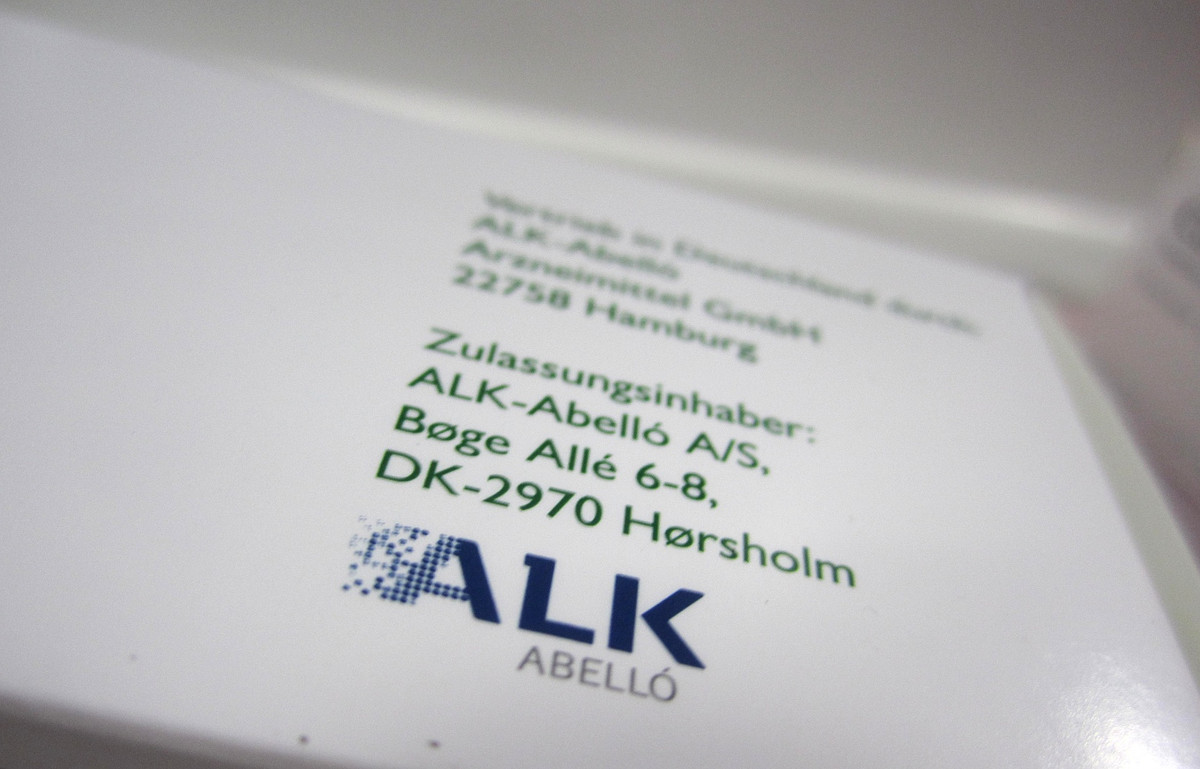 Vertrieb in Deutschland durch:
ALK-Abelló
Arzneimittel GmbH
22758 Hamburg
Zulassungsinhaber:
ALK-Abelló A/S,
Bøge Allé 6-8,
DK-2970 Hørsholm
ALK
ABELLÓ